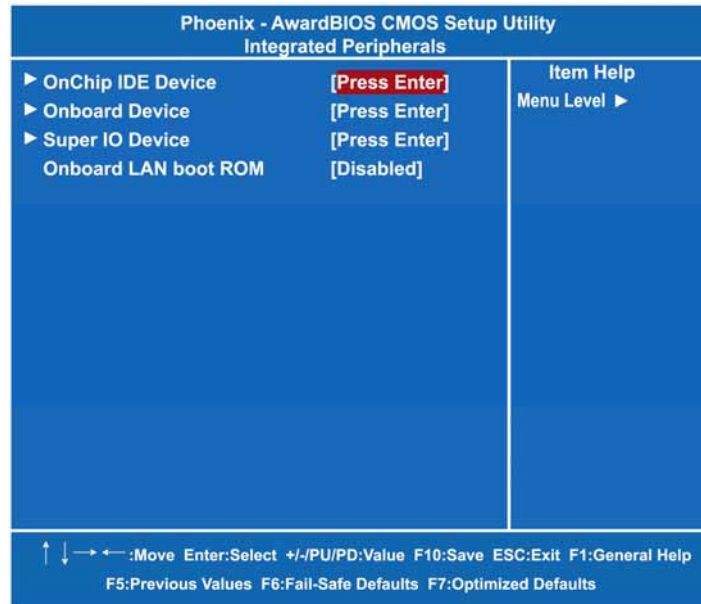 Phoenix - AwardBIOS CMOS Setup Utility
Integrated Peripherals
► OnChip IDE Device [Press Enter]
► Onboard Device [Press Enter]
► Super IO Device [Press Enter]
Onboard LAN boot ROM [Disabled]
Item Help
Menu Level ►
↑ ↓ → ← :Move Enter:Select +/-/PU/PD:Value F10:Save ESC:Exit F1:General Help
F5:Previous Values F6:Fail-Safe Defaults F7:Optimized Defaults